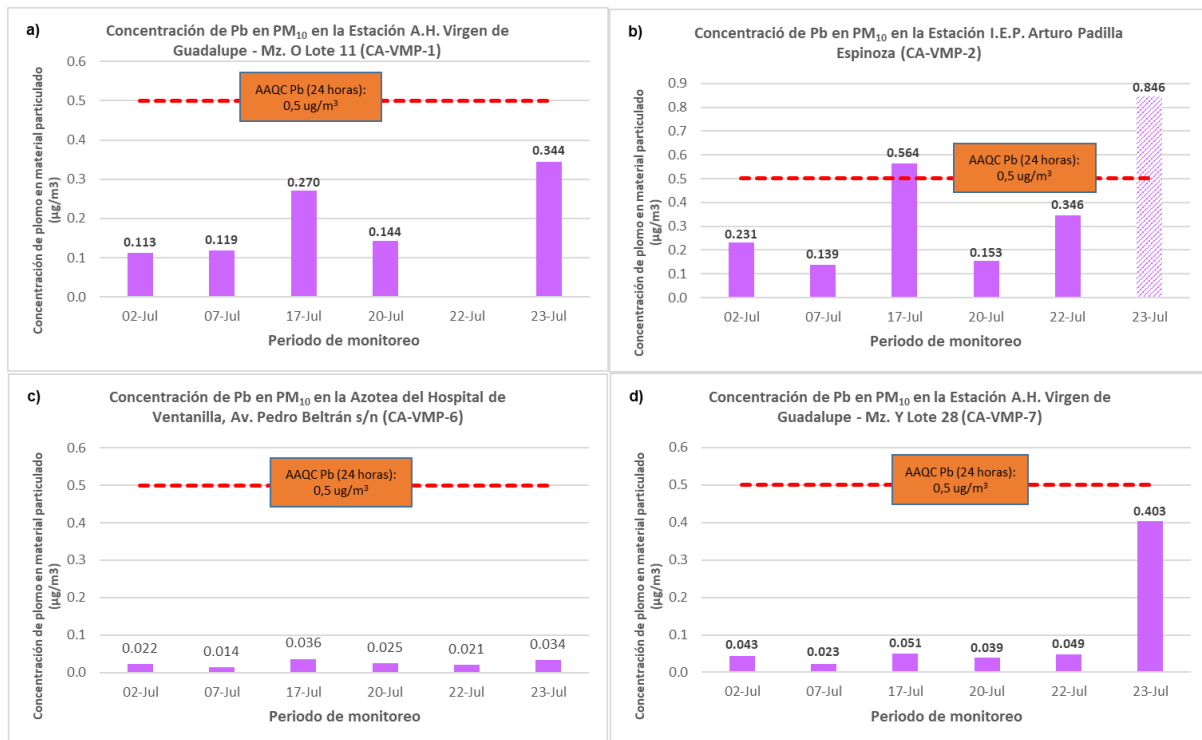 a)
Concentración de Pb en PM₁₀ en la Estación A.H. Virgen de
Guadalupe - Mz. O Lote 11 (CA-VMP-1)
Concentración de plomo en material particulado
(µg/m3)
0.6
0.5
0.4
0.3
0.2
0.1
0.0
AAQC Pb (24 horas):
0,5 ug/m³
0.113
0.119
0.270
0.144
0.344
02-Jul
07-Jul
17-Jul
20-Jul
22-Jul
23-Jul
Periodo de monitoreo
b)
Concentració de Pb en PM₁₀ en la Estación I.E.P. Arturo Padilla
Espinoza (CA-VMP-2)
Concentración de plomo en material particulado
(µg/m3)
0.9
0.8
0.7
0.6
0.5
0.4
0.3
0.2
0.1
0.0
AAQC Pb (24 horas):
0,5 ug/m³
0.231
0.139
0.564
0.153
0.346
0.846
02-Jul
07-Jul
17-Jul
20-Jul
22-Jul
23-Jul
Periodo de monitoreo
c)
Concentración de Pb en PM₁₀ en la Azotea del Hospital de
Ventanilla, Av. Pedro Beltrán s/n (CA-VMP-6)
Concentración de plomo en material particulado
(µg/m3)
0.6
0.5
0.4
0.3
0.2
0.1
0.0
AAQC Pb (24 horas):
0,5 ug/m³
0.022
0.014
0.036
0.025
0.021
0.034
02-Jul
07-Jul
17-Jul
20-Jul
22-Jul
23-Jul
Periodo de monitoreo
d)
Concentración de Pb en PM₁₀ en la Estación A.H. Virgen de
Guadalupe - Mz. Y Lote 28 (CA-VMP-7)
Concentración de plomo en material particulado
(µg/m3)
0.6
0.5
0.4
0.3
0.2
0.1
0.0
AAQC Pb (24 horas):
0,5 ug/m³
0.043
0.023
0.051
0.039
0.049
0.403
02-Jul
07-Jul
17-Jul
20-Jul
22-Jul
23-Jul
Periodo de monitoreo